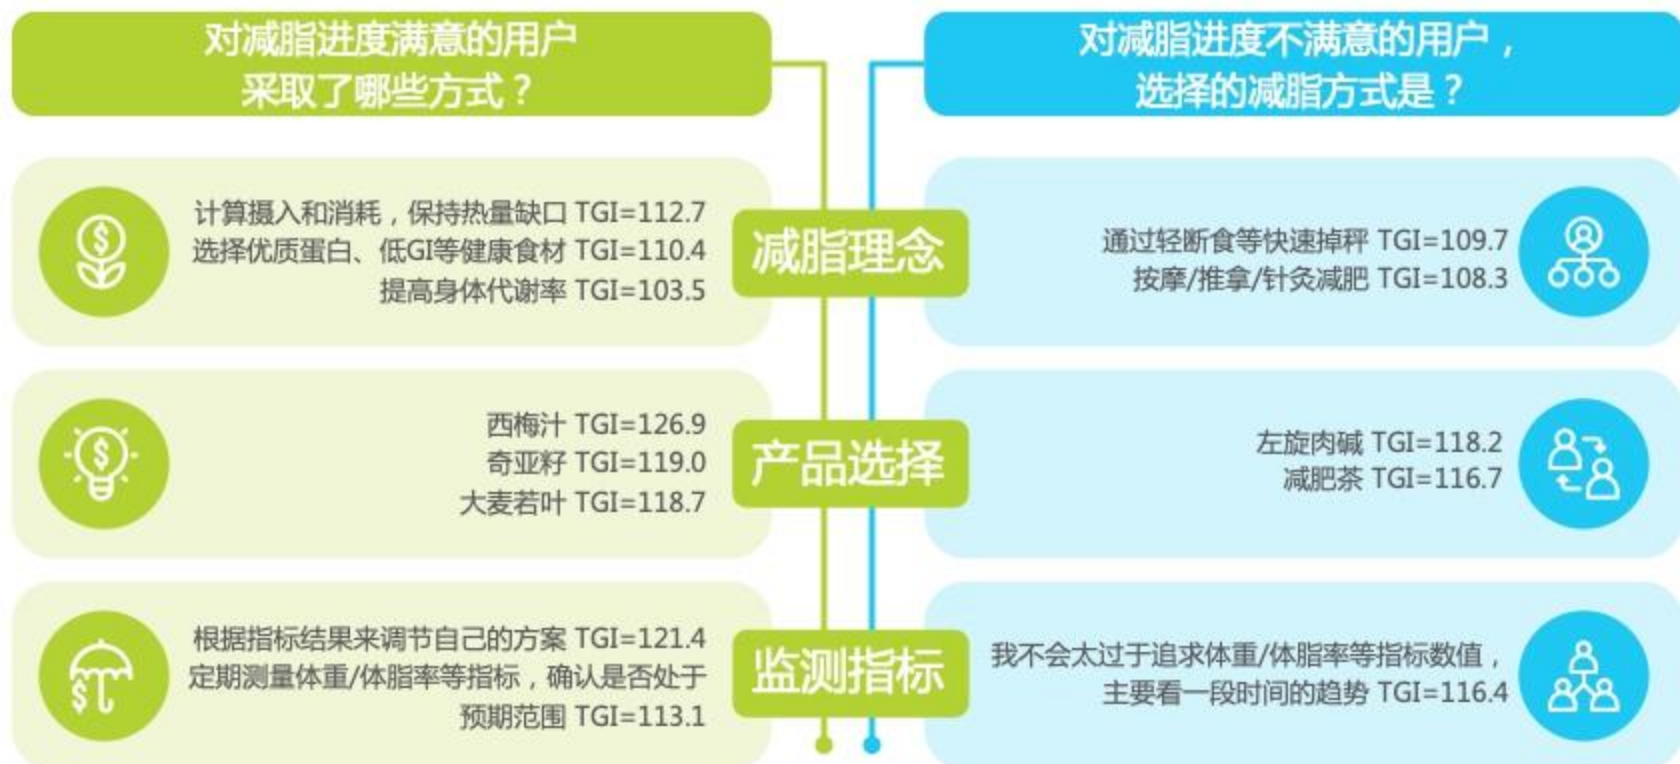 对减脂进度满意的用户
采取了哪些方式？
对减脂进度不满意的用户，
选择的减脂方式是？
计算摄入和消耗，保持热量缺口 TGI=112.7
选择优质蛋白、低GI等健康食材 TGI=110.4
提高身体代谢率 TGI=103.5
减脂理念
通过轻断食等快速掉秤 TGI=109.7
按摩/推拿/针灸减肥 TGI=108.3
西梅汁 TGI=126.9
奇亚籽 TGI=119.0
大麦若叶 TGI=118.7
产品选择
左旋肉碱 TGI=118.2
减肥茶 TGI=116.7
根据指标结果来调节自己的方案 TGI=121.4
定期测量体重/体脂率等指标，确认是否处于
预期范围 TGI=113.1
监测指标
我不会太过于追求体重/体脂率等指标数值，
主要看一段时间的趋势 TGI=116.4